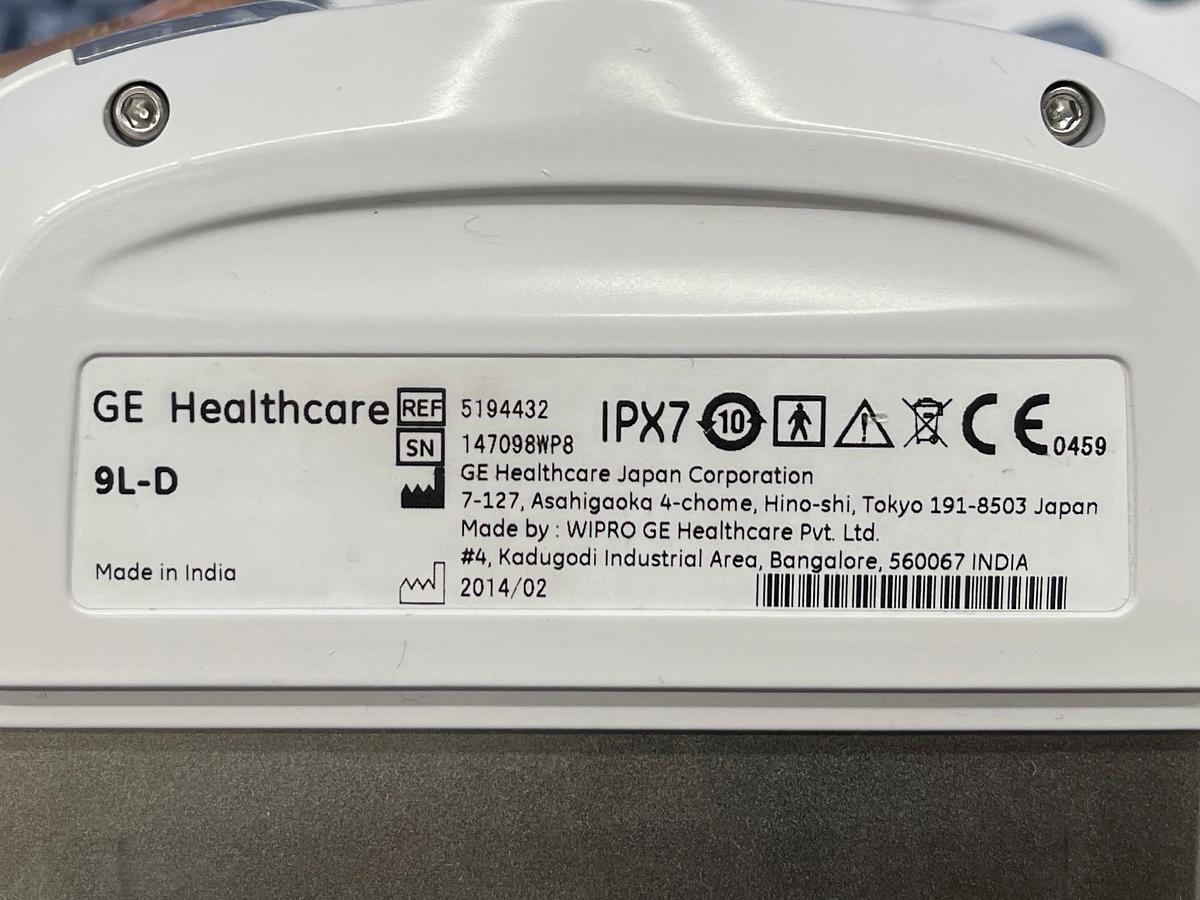 GE Healthcare
9L-D
Made in India
REF 5194432
SN 147098WP8
GE Healthcare Japan Corporation
7-127, Asahigaoka 4-chome, Hino-shi, Tokyo 191-8503 Japan
Made by : WIPRO GE Healthcare Pvt. Ltd.
#4, Kadugodi Industrial Area, Bangalore, 560067 INDIA
2014/02
IPX7 10 CE 0459